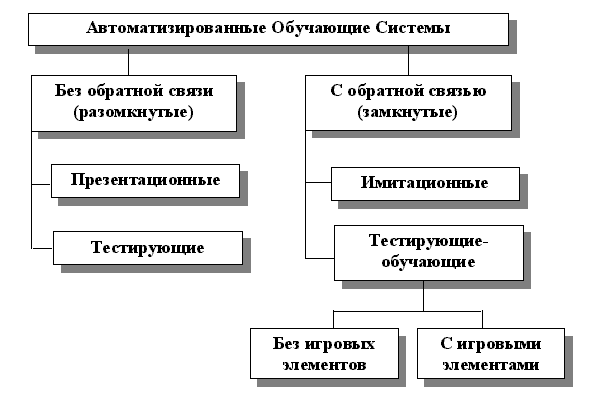 Автоматизированные Обучающие Системы
Без обратной связи
(разомкнутые)
С обратной связью
(замкнутые)
Презентационные
Имитационные
Тестирующие
Тестирующие-
обучающие
Без игровых
элементов
С игровыми
элементами